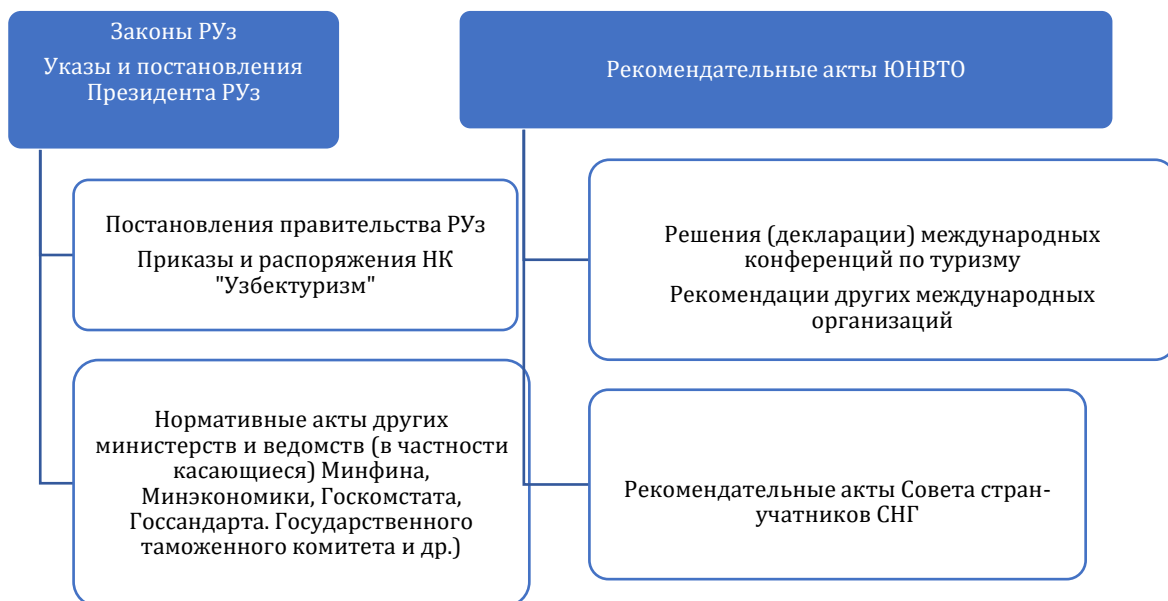 Законы РУз
Указы и постановления
Президента РУз
Постановления правительства РУз
Приказы и распоряжения НК
"Узбектуризм"
Нормативные акты других
министерств и ведомств (в частности
касающиеся) Минфина,
Минэкономики, Госкомстата,
Госсандарта. Государственного
таможенного комитета и др.)
Рекомендательные акты ЮНВТО
Решения (декларации) международных
конференций по туризму
Рекомендации других международных
организаций
Рекомендательные акты Совета стран-
учатников СНГ